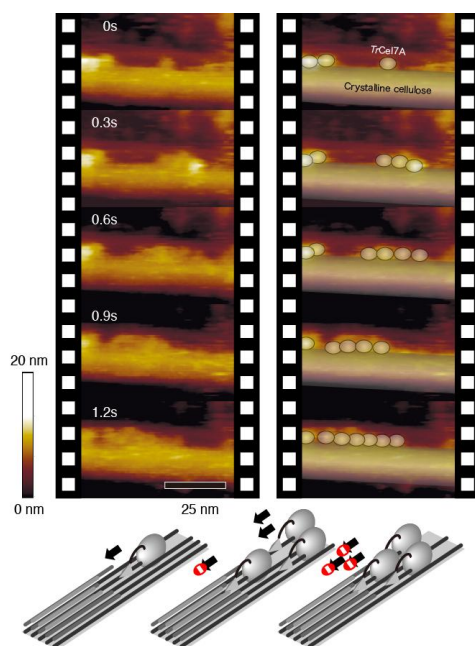 0s
TrCel7A
Crystalline cellulose
0.3s
0.6s
0.9s
20 nm
1.2s
0 nm
25 nm